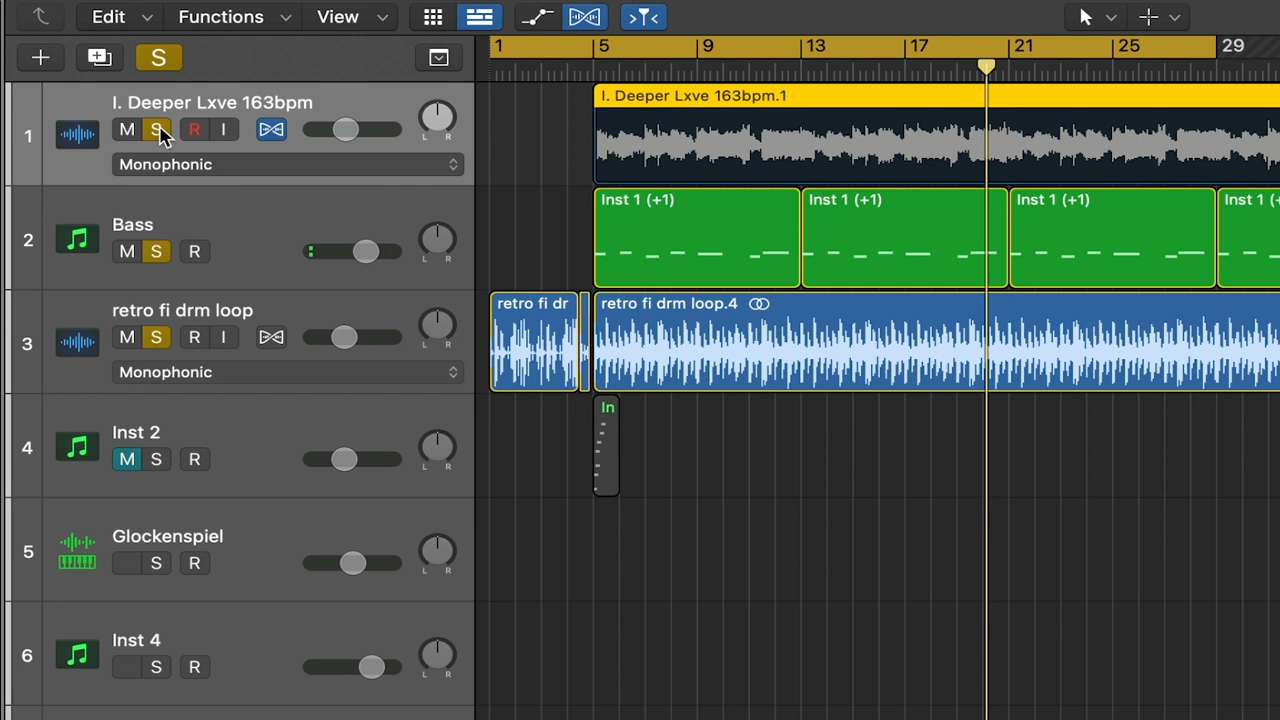 Edit Functions View
S
1 5 9 13 17 21 25 29
1
I. Deeper Lxve 163bpm
M S R I
L R
Monophonic
I. Deeper Lxve 163bpm.1
2
Bass
M S R
L R
Inst 1 (+1) Inst 1 (+1) Inst 1 (+1) Inst 1 (+
3
retro fi drm loop
M S R I
L R
Monophonic
retro fi dr retro fi drm loop.4
4
Inst 2
M S R
L R
In
5
Glockenspiel
S R
L R
6
Inst 4
S R
L R